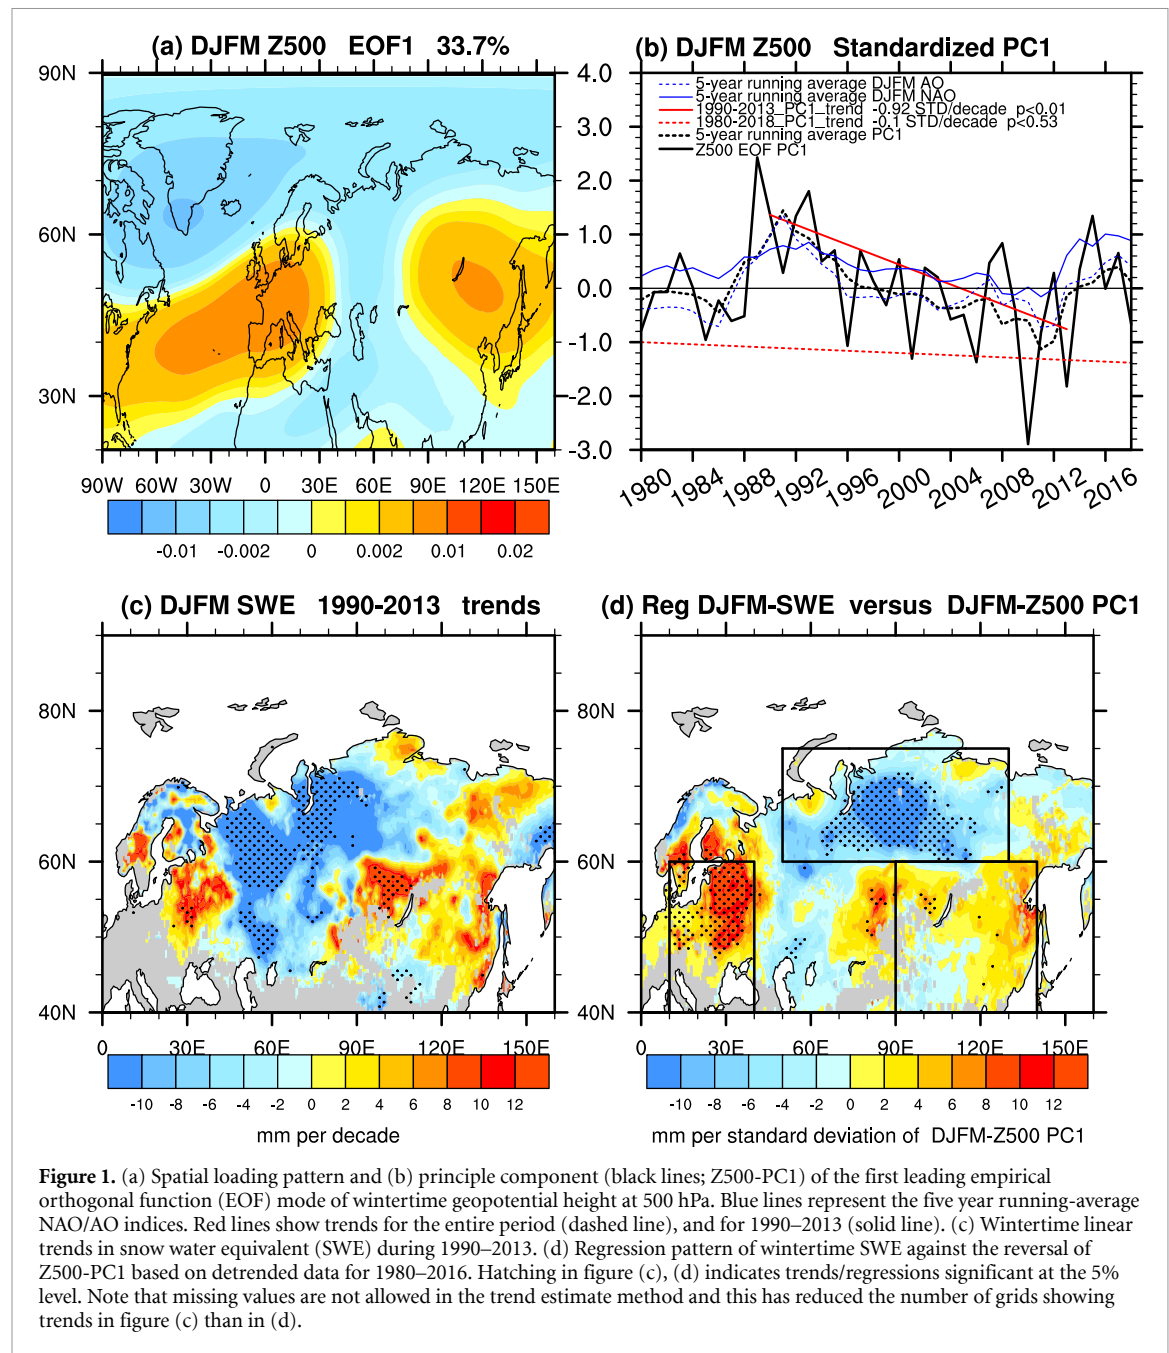 (a) DJFM Z500 EOF1 33.7%
90N
60N
30N
90W 60W 30W 0 30E 60E 90E 120E 150E
-0.01 -0.002 0 0.002 0.01 0.02
(b) DJFM Z500 Standardized PC1
4.0
3.0
2.0
1.0
0.0
-1.0
-2.0
-3.0
5-year running average DJFM AO
5-year running average DJFM NAO
1990-2013_PC1_trend -0.92 STD/decade p<0.01
1980-2018_PC1_trend -0.1 STD/decade p<0.53
5-year running average PC1
Z500 EOF PC1
1980 1984 1988 1992 1996 2000 2004 2008 2012 2016
(c) DJFM SWE 1990-2013 trends
80N
60N
40N
0 30E 60E 90E 120E 150E
-10 -8 -6 -4 -2 0 2 4 6 8 10 12
mm per decade
(d) Reg DJFM-SWE versus DJFM-Z500 PC1
80N
60N
40N
0 30E 60E 90E 120E 150E
-10 -8 -6 -4 -2 0 2 4 6 8 10 12
mm per standard deviation of DJFM-Z500 PC1
Figure 1. (a) Spatial loading pattern and (b) principle component (black lines; Z500-PC1) of the first leading empirical
orthogonal function (EOF) mode of wintertime geopotential height at 500 hPa. Blue lines represent the five year running-average
NAO/AO indices. Red lines show trends for the entire period (dashed line), and for 1990–2013 (solid line). (c) Wintertime linear
trends in snow water equivalent (SWE) during 1990–2013. (d) Regression pattern of wintertime SWE against the reversal of
Z500-PC1 based on detrended data for 1980–2016. Hatching in figure (c), (d) indicates trends/regressions significant at the 5%
level. Note that missing values are not allowed in the trend estimate method and this has reduced the number of grids showing
trends in figure (c) than in (d).